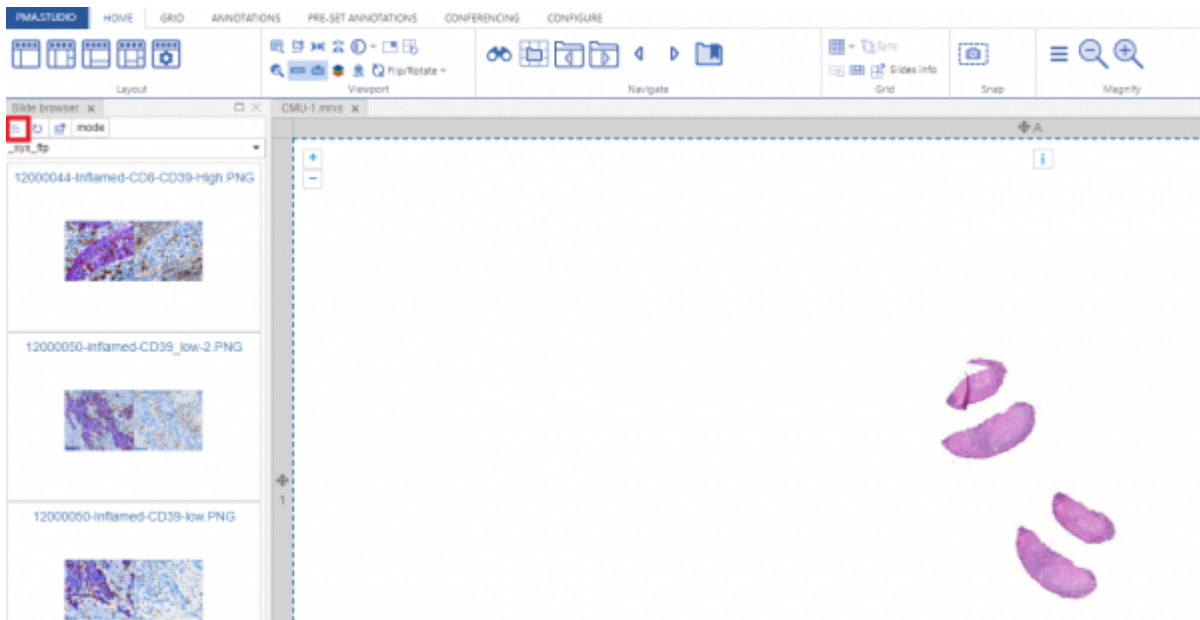 PMA.STUDIO HOME GRID ANNOTATIONS PRE-SET ANNOTATIONS CONFERENCING CONFIGURE
Sync
Flip/Rotate Slides info
Layout Viewport Navigate Grid Snap Magnify
Slide browser x CMU-1.mrxs x
mode A
_sys_ftp
12000044-Inflamed-CD8-CD39-High.PNG
12000050-inflamed-CD39_low-2.PNG
1
12000050-Inflamed-CD39-low.PNG